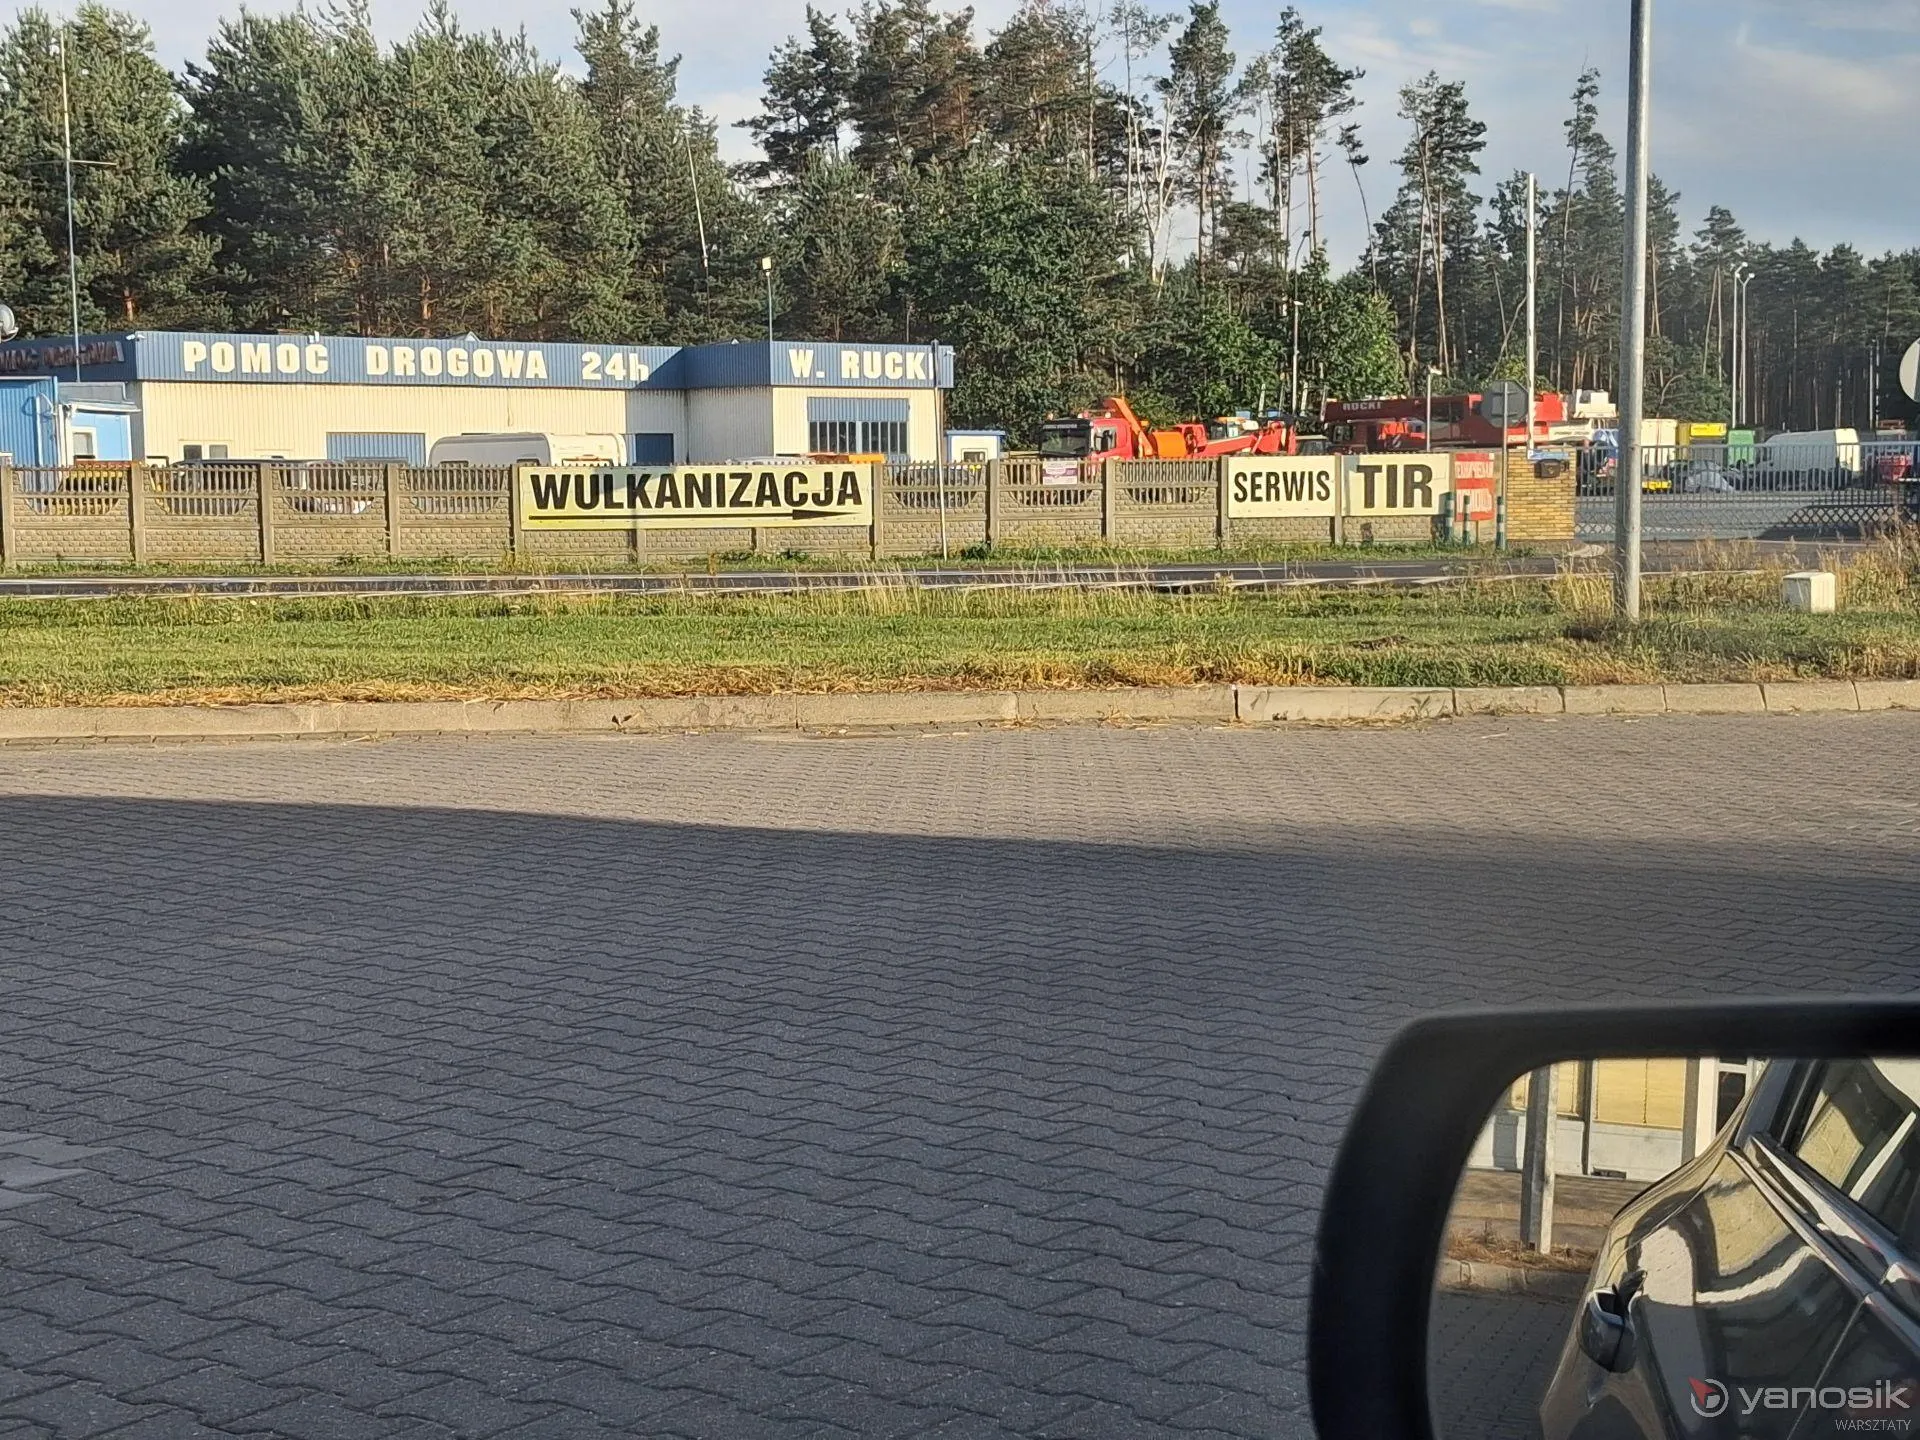 POMOC DROGOWA 24h
W. RUCKI
RUCKI
WULKANIZACJA
SERWIS
TIR
yanosik
WARSZTATY